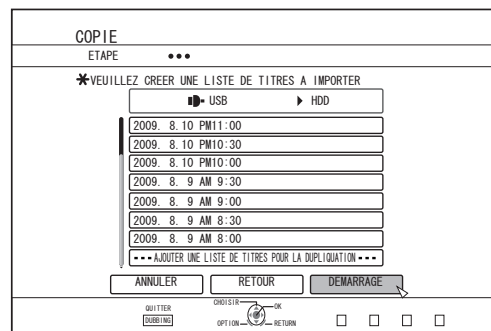 COPIE
ETAPE •••
*VEUILLEZ CREER UNE LISTE DE TITRES A IMPORTER
USB ▶ HDD
2009. 8.10 PM11:00
2009. 8.10 PM10:30
2009. 8.10 PM10:00
2009. 8. 9 AM 9:30
2009. 8. 9 AM 9:00
2009. 8. 9 AM 8:30
2009. 8. 9 AM 8:00
--- AJOUTER UNE LISTE DE TITRES POUR LA DUPLIQUATION ---
ANNULER RETOUR DEMARRAGE
QUITTER
DUBBING
CHOISIR OK
OPTION RETURN